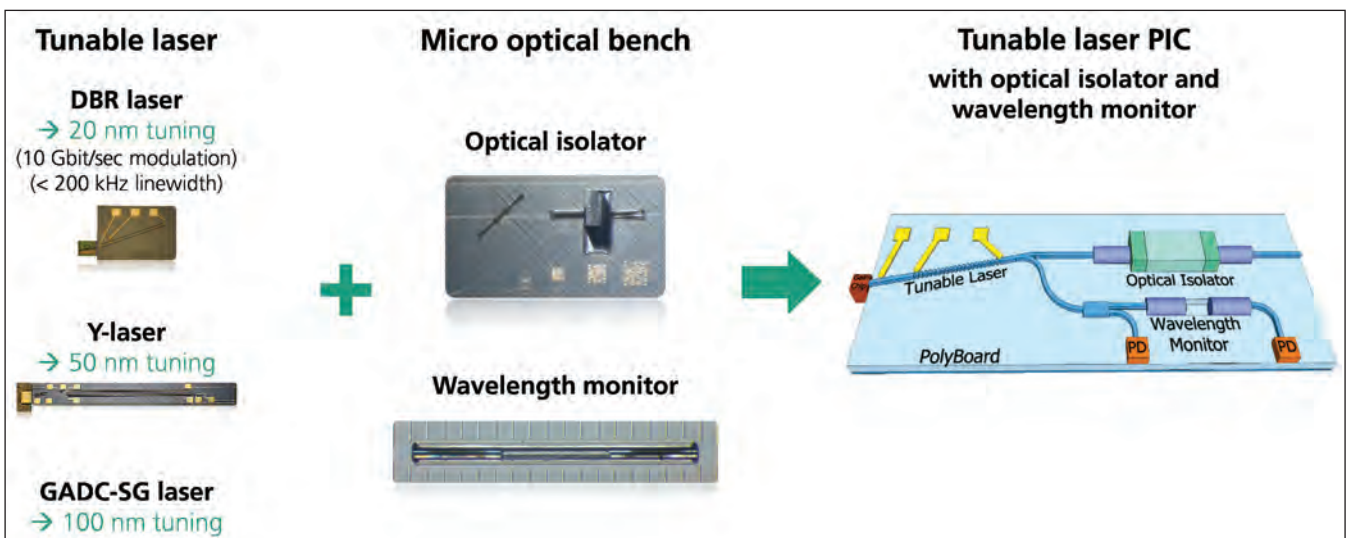 Tunable laser
DBR laser
→ 20 nm tuning
(10 Gbit/sec modulation)
(< 200 kHz linewidth)
Y-laser
→ 50 nm tuning
GADC-SG laser
→ 100 nm tuning
Micro optical bench
Optical isolator
Wavelength monitor
Tunable laser PIC
with optical isolator and
wavelength monitor
Tunable Laser
Optical Isolator
Wavelength
Monitor
PD
PD
PolyBoard